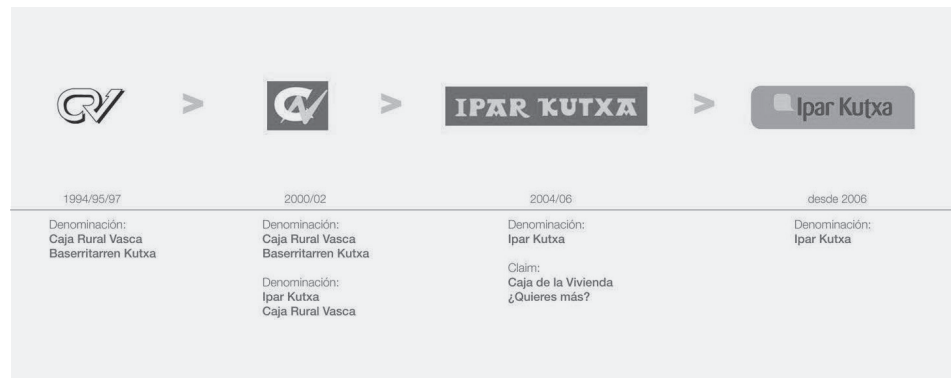 CRV
>
>
IPAR KUTXA
>
Ipar Kutxa
1994/95/97
Denominación:
Caja Rural Vasca
Baserritarren Kutxa
2000/02
Denominación:
Caja Rural Vasca
Baserritarren Kutxa
Denominación:
Ipar Kutxa
Caja Rural Vasca
2004/06
Denominación:
Ipar Kutxa
Claim:
Caja de la Vivienda
¿Quieres más?
desde 2006
Denominación:
Ipar Kutxa